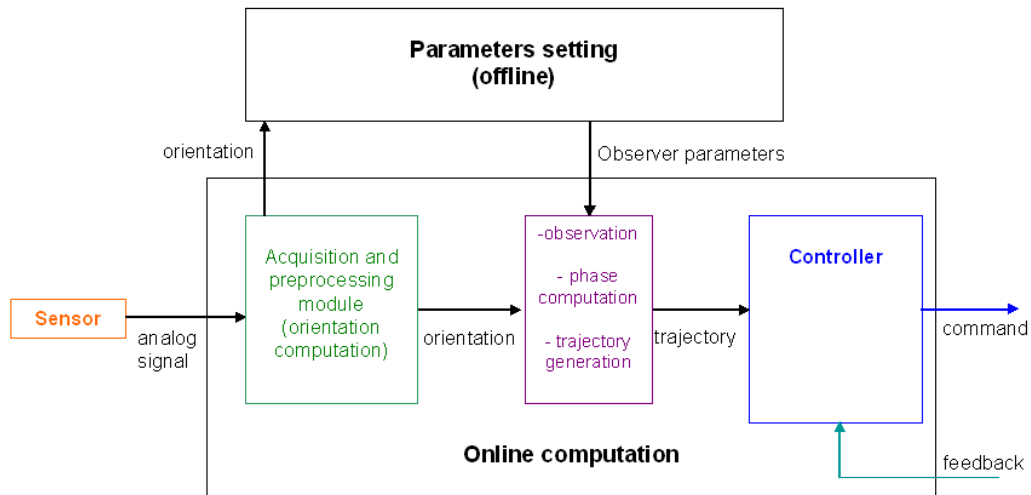 Parameters setting
(offline)
orientation
Observer parameters
Sensor
analog
signal
Acquisition and
preprocessing
module
(orientation
computation)
orientation
-observation
- phase
computation
- trajectory
generation
trajectory
Controller
command
feedback
Online computation